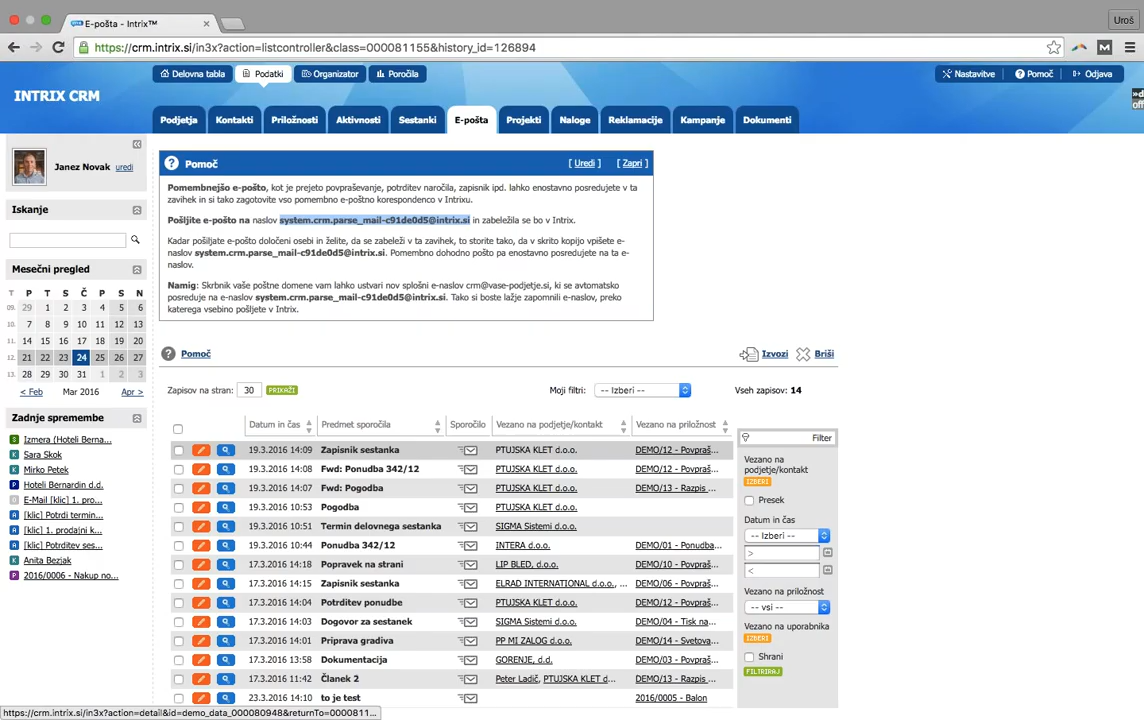 E-pošta - Intrix™
Uroš
https://crm.intrix.si/in3x?action=listcontroller&class=000081155&history_id=126894
Delovna tabla Podatki Organizator Poročila Nastavitve Pomoč Odjava
INTRIX CRM
Podjetja Kontakti Priložnosti Aktivnosti Sestanki E-pošta Projekti Naloge Reklamacije Kampanje Dokumenti
Janez Novak uredi
Iskanje
Mesečni pregled
T P T S Č P S N
09. 29 1 2 3 4 5 6
10. 7 8 9 10 11 12 13
11. 14 15 16 17 18 19 20
12. 21 22 23 24 25 26 27
13. 28 29 30 31 1 2 3
< Feb Mar 2016 Apr >
Zadnje spremembe
S Izmera (Hoteli Berna...
K Sara Skok
K Mirko Petek
P Hoteli Bernardin d.d.
E-Mail [klic] 1. pro...
A [klic] Potrdi termin...
A [klic] 1. prodajni k...
A [klic] Potrditev ses...
K Anita Bezjak
P 2016/0006 - Nakup no...
? Pomoč [ Uredi ] [ Zapri ]
Pomembnejšo e-pošto, kot je prejeto povpraševanje, potrditev naročila, zapisnik ipd. lahko enostavno posredujete v ta
zavihek in si tako zagotovite vso pomembno e-poštno korespondenco v Intrixu.
Pošljite e-pošto na naslov system.crm.parse_mail-c91de0d5@intrix.si in zabeležila se bo v Intrix.
Kadar pošiljate e-pošto določeni osebi in želite, da se zabeleži v ta zavihek, to storite tako, da v skrito kopijo vpišete e-
naslov system.crm.parse_mail-c91de0d5@intrix.si. Pomembno dohodno pošto pa enostavno posredujete na ta e-
naslov.
Namig: Skrbnik vaše poštne domene vam lahko ustvari nov splošni e-naslov crm@vase-podjetje.si, ki se avtomatsko
posreduje na e-naslov system.crm.parse_mail-c91de0d5@intrix.si. Tako si boste lažje zapomnili e-naslov, preko
katerega vsebino pošljete v Intrix.
? Pomoč Izvozi Briši
Zapisov na stran: 30 PRIKAŽI Moji filtri: -- Izberi -- Vseh zapisov: 14
Datum in čas Predmet sporočila Sporočilo Vezano na podjetje/kontakt Vezano na priložnost
19.3.2016 14:09 Zapisnik sestanka PTUJSKA KLET d.o.o. DEMO/12 - Povpraš...
19.3.2016 14:08 Fwd: Ponudba 342/12 PTUJSKA KLET d.o.o. DEMO/12 - Povpraš...
19.3.2016 14:07 Fwd: Pogodba PTUJSKA KLET d.o.o. DEMO/13 - Razpis ...
19.3.2016 10:53 Pogodba PTUJSKA KLET d.o.o.
19.3.2016 10:51 Termin delovnega sestanka SIGMA Sistemi d.o.o.
19.3.2016 10:44 Ponudba 342/12 INTERA d.o.o. DEMO/01 - Ponudba...
17.3.2016 14:18 Popravek na strani LIP BLED, d.o.o. DEMO/10 - Povpraš...
17.3.2016 14:15 Zapisnik sestanka ELRAD INTERNATIONAL d.o.o., ... DEMO/06 - Povpraš...
17.3.2016 14:04 Potrditev ponudbe PTUJSKA KLET d.o.o. DEMO/12 - Povpraš...
17.3.2016 14:03 Dogovor za sestanek SIGMA Sistemi d.o.o. DEMO/04 - Tisk na...
17.3.2016 14:01 Priprava gradiva PP MI ZALOG d.o.o. DEMO/14 - Svetova...
17.3.2016 13:58 Dokumentacija GORENJE, d.d. DEMO/03 - Povpraš...
17.3.2016 11:42 Članek 2 Peter Ladič, PTUJSKA KLET d... DEMO/13 - Razpis ...
23.3.2016 14:10 to je test 2016/0005 - Balon
Filter
Vezano na
podjetje/kontakt
IZBERI
Presek
Datum in čas
-- Izberi --
>
<
Vezano na priložnost
-- vsi --
Vezano na uporabnika
IZBERI
Shrani
FILTRIRAJ
https://crm.intrix.si/in3x?action=detail&id=demo_data_000080948&returnTo=0000811...